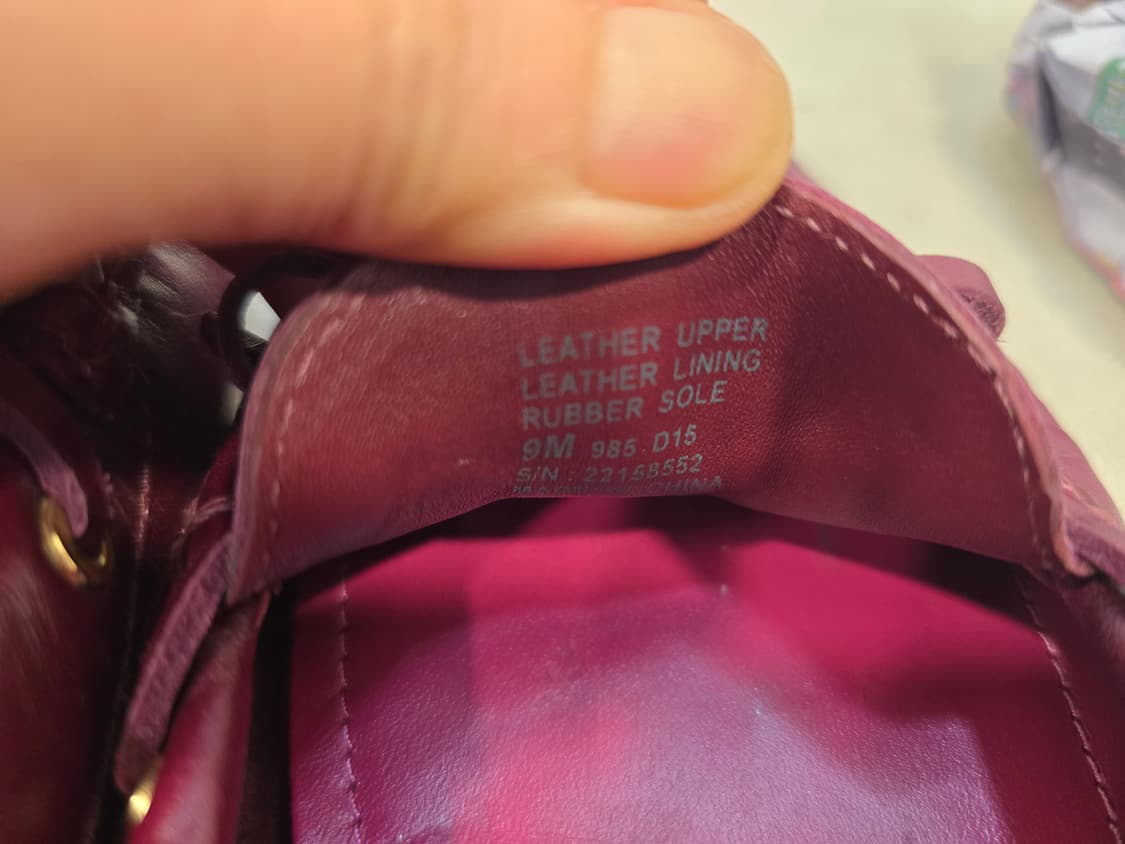 LEATHER UPPER
LEATHER LINING
RUBBER SOLE
9M 985 D15
S/N : 22158552
CHINA